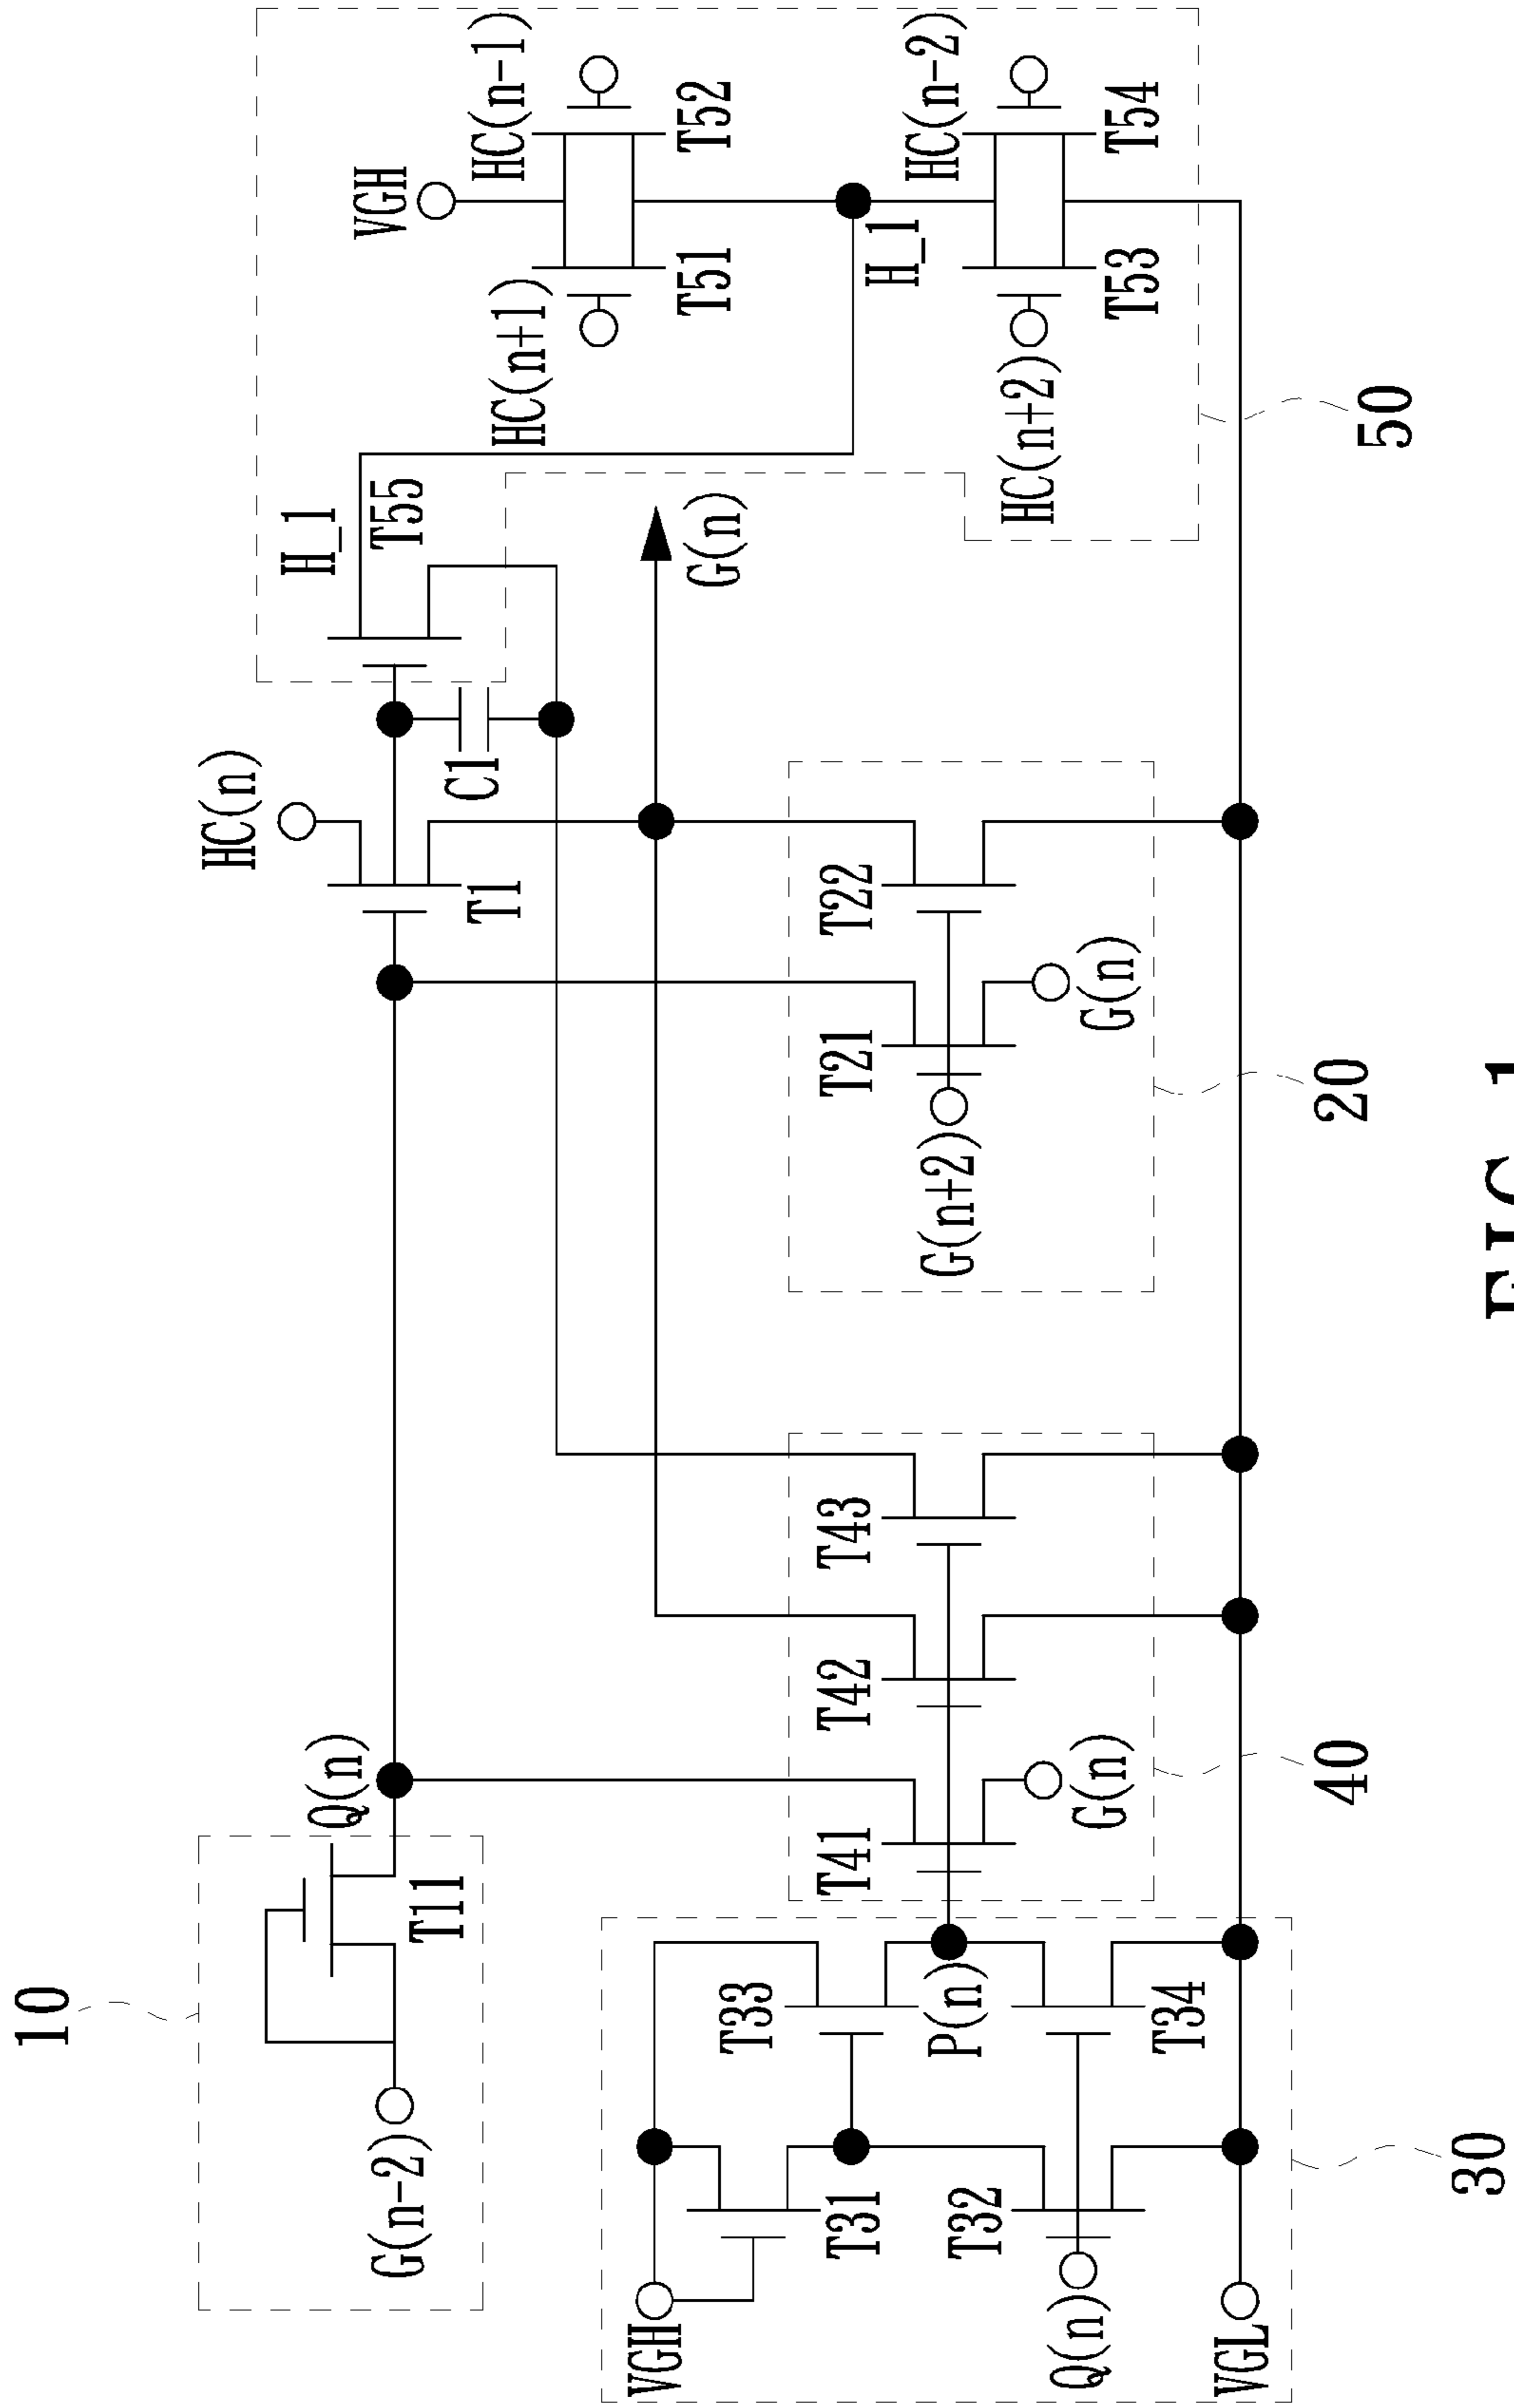 10
G(n-2)
T11
Q(n)
HC(n)
T1
C1
H_1
T55
VGH
HC(n-1)
HC(n+1)
T51
T52
H_1
HC(n-2)
HC(n+2)
T53
T54
50
G(n)
T21
T22
G(n+2)
G(n)
20
T41
T42
T43
G(n)
40
VGH
T31
T33
P(n)
T32
T34
Q(n)
VGL
30